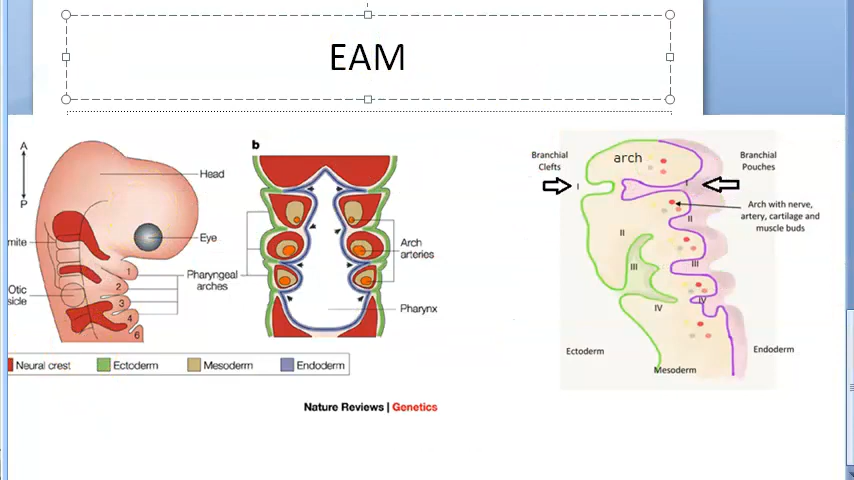 EAM
A
P
Head
Eye
mite
Otic
sicle
Pharyngeal
arches
1
2
3
4
6
b
Arch
arteries
Pharynx
Neural crest
Ectoderm
Mesoderm
Endoderm
Nature Reviews | Genetics
Branchial
Clefts
arch
Branchial
Pouches
I
I
Arch with nerve,
artery, cartilage and
muscle buds
II
II
III
III
IV
IV
Ectoderm
Mesoderm
Endoderm